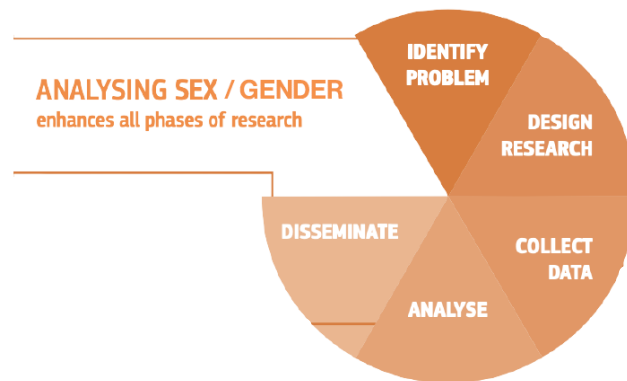 ANALYSING SEX / GENDER
enhances all phases of research
IDENTIFY
PROBLEM
DESIGN
RESEARCH
COLLECT
DATA
ANALYSE
DISSEMINATE